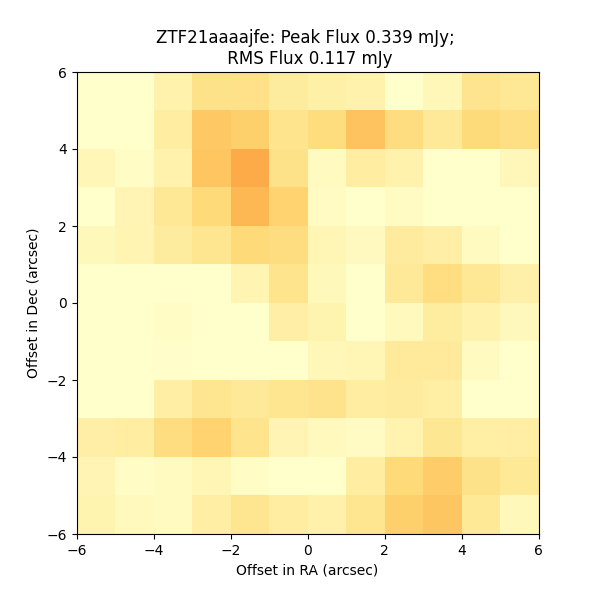 ZTF21aaaajfe: Peak Flux 0.339 mJy;
RMS Flux 0.117 mJy
6
4
2
0
−2
−4
−6
Offset in Dec (arcsec)
−6 −4 −2 0 2 4 6
Offset in RA (arcsec)